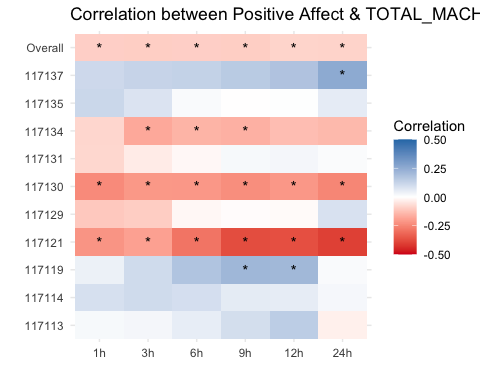 Correlation between Positive Affect & TOTAL_MACH
Overall * * * * * *
117137 *
117135
117134 * * *
117131
117130 * * * * * *
117129
117121 * * * * * *
117119 * *
117114
117113
1h 3h 6h 9h 12h 24h
Correlation
0.50
0.25
0.00
-0.25
-0.50